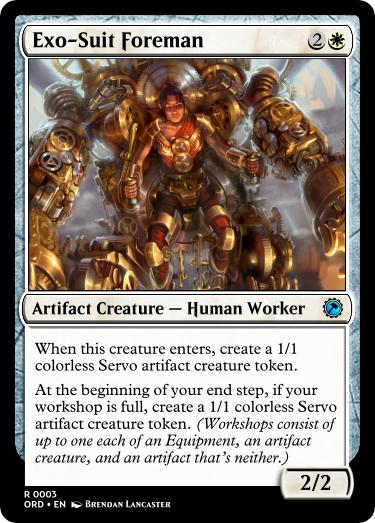 Exo-Suit Foreman 2
Artifact Creature — Human Worker
When this creature enters, create a 1/1
colorless Servo artifact creature token.
At the beginning of your end step, if your
workshop is full, create a 1/1 colorless Servo
artifact creature token. (Workshops consist of
up to one each of an Equipment, an artifact
creature, and an artifact that’s neither.)
2/2
R 0003
ORD • EN Brendan Lancaster